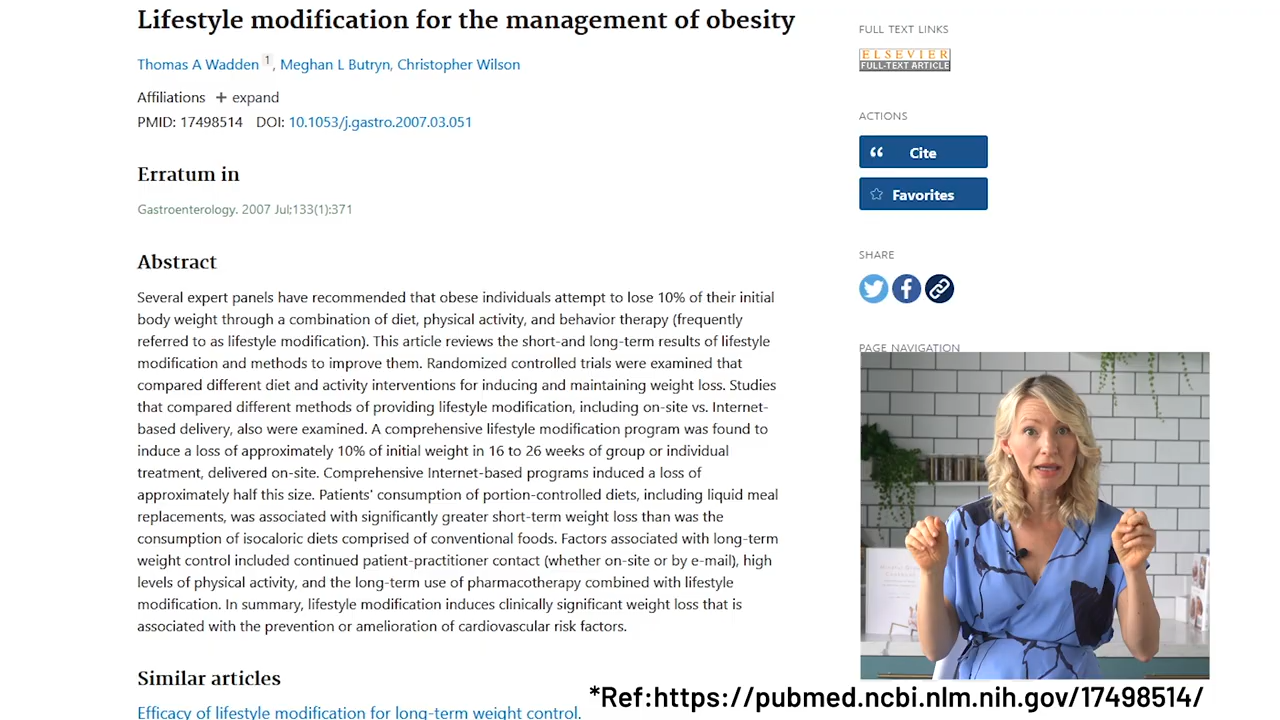 Lifestyle modification for the management of obesity
Thomas A Wadden 1, Meghan L Butryn, Christopher Wilson
Affiliations + expand
PMID: 17498514 DOI: 10.1053/j.gastro.2007.03.051
Erratum in
Gastroenterology. 2007 Jul;133(1):371
Abstract
Several expert panels have recommended that obese individuals attempt to lose 10% of their initial
body weight through a combination of diet, physical activity, and behavior therapy (frequently
referred to as lifestyle modification). This article reviews the short-and long-term results of lifestyle
modification and methods to improve them. Randomized controlled trials were examined that
compared different diet and activity interventions for inducing and maintaining weight loss. Studies
that compared different methods of providing lifestyle modification, including on-site vs. Internet-
based delivery, also were examined. A comprehensive lifestyle modification program was found to
induce a loss of approximately 10% of initial weight in 16 to 26 weeks of group or individual
treatment, delivered on-site. Comprehensive Internet-based programs induced a loss of
approximately half this size. Patients' consumption of portion-controlled diets, including liquid meal
replacements, was associated with significantly greater short-term weight loss than was the
consumption of isocaloric diets comprised of conventional foods. Factors associated with long-term
weight control included continued patient-practitioner contact (whether on-site or by e-mail), high
levels of physical activity, and the long-term use of pharmacotherapy combined with lifestyle
modification. In summary, lifestyle modification induces clinically significant weight loss that is
associated with the prevention or amelioration of cardiovascular risk factors.
Similar articles
Efficacy of lifestyle modification for long-term weight control.
FULL TEXT LINKS
ELSEVIER
FULL-TEXT ARTICLE
ACTIONS
Cite
Favorites
SHARE
PAGE NAVIGATION
*Ref:https://pubmed.ncbi.nlm.nih.gov/17498514/